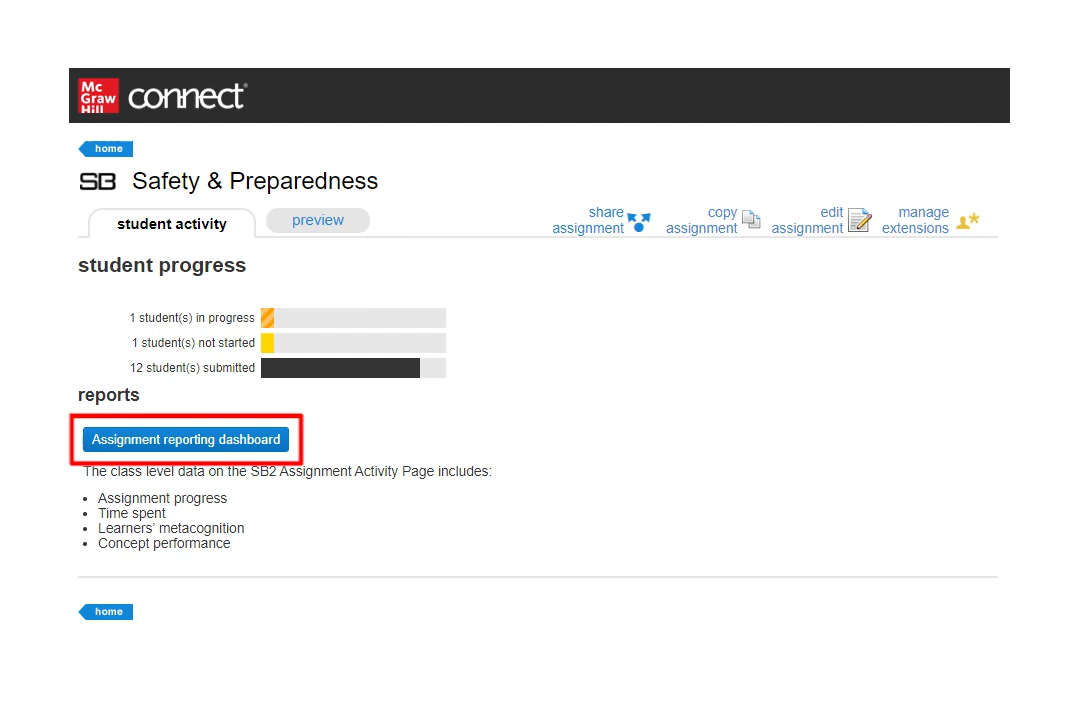 Mc
Graw
Hill
connect®
home
SB Safety & Preparedness
student activity
preview
share
assignment
copy
assignment
edit
assignment
manage
extensions
student progress
1 student(s) in progress
1 student(s) not started
12 student(s) submitted
reports
Assignment reporting dashboard
The class level data on the SB2 Assignment Activity Page includes:
• Assignment progress
• Time spent
• Learners’ metacognition
• Concept performance
home